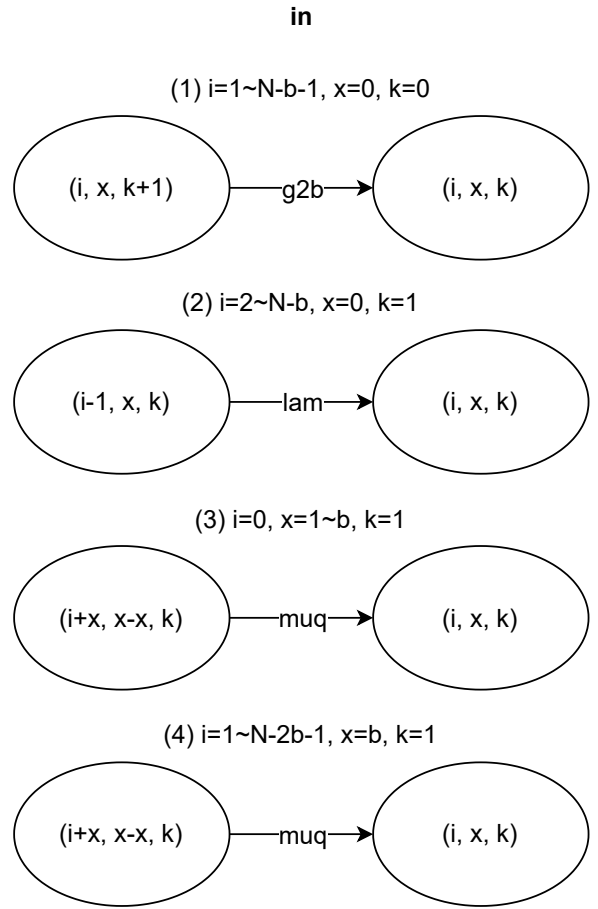 in
(1) i=1~N-b-1, x=0, k=0
(i, x, k+1) g2b (i, x, k)
(2) i=2~N-b, x=0, k=1
(i-1, x, k) lam (i, x, k)
(3) i=0, x=1~b, k=1
(i+x, x-x, k) muq (i, x, k)
(4) i=1~N-2b-1, x=b, k=1
(i+x, x-x, k) muq (i, x, k)